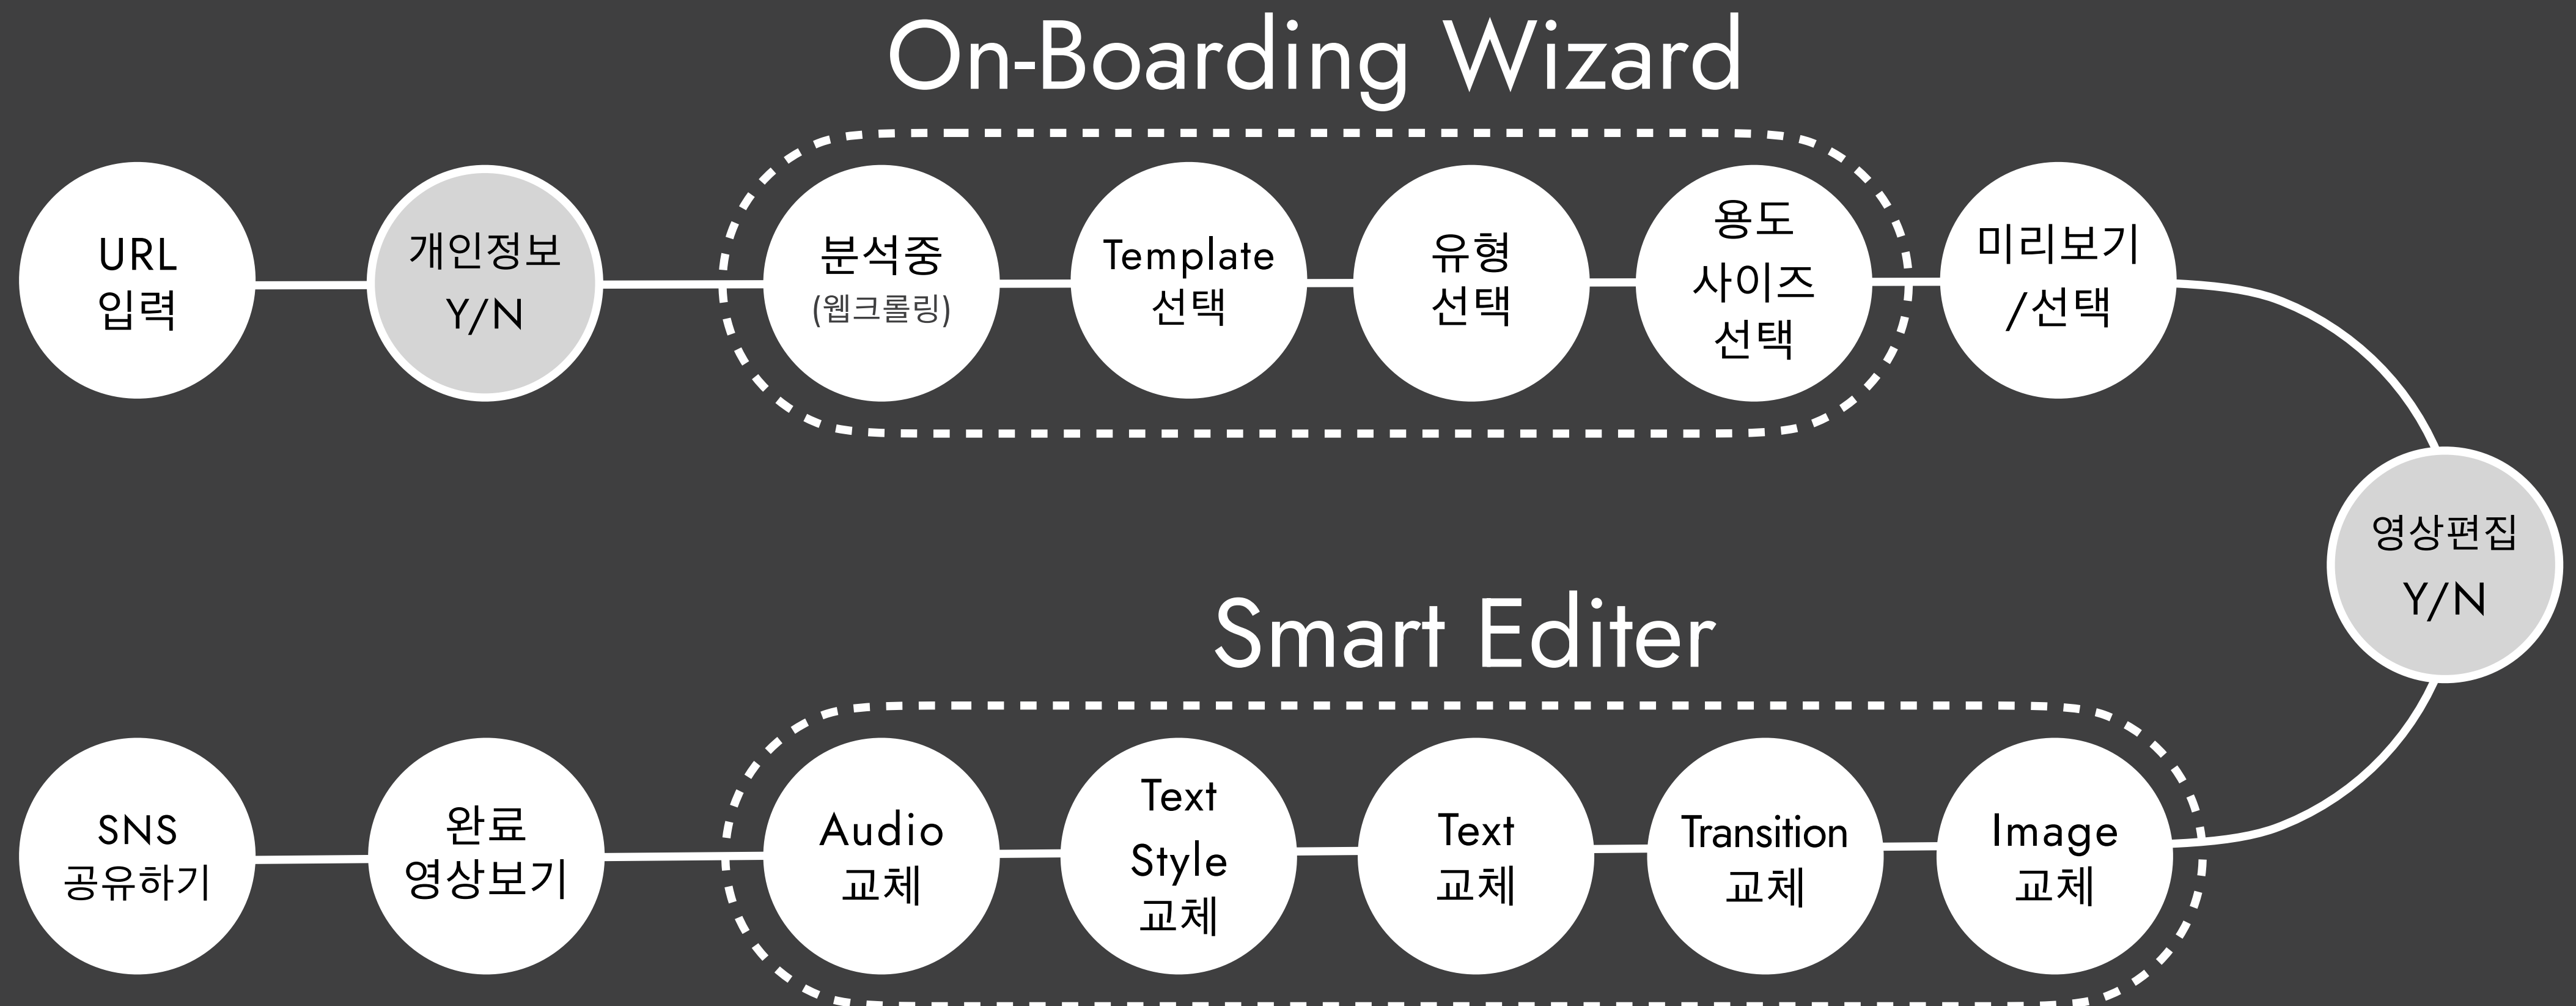 On-Boarding Wizard
URL
입력
개인정보
Y/N
분석중
(웹크롤링)
Template
선택
유형
선택
용도
사이즈
선택
미리보기
/선택
영상편집
Y/N
Smart Editer
SNS
공유하기
완료
영상보기
Audio
교체
Text
Style
교체
Text
교체
Transition
교체
Image
교체